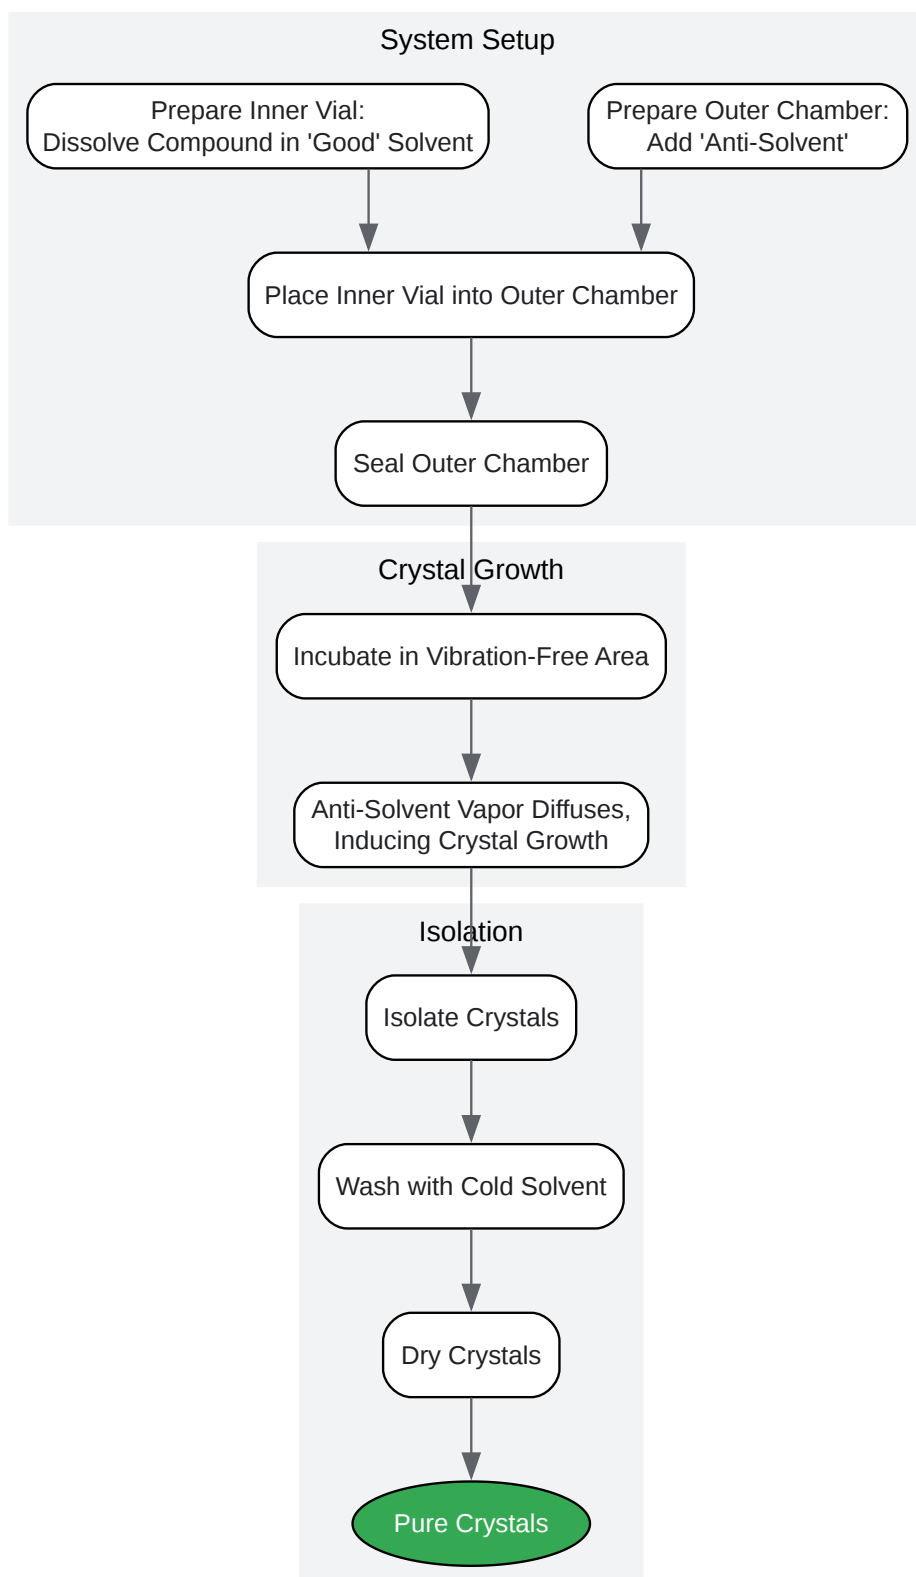 System Setup
Prepare Inner Vial:
Dissolve Compound in 'Good' Solvent
Prepare Outer Chamber:
Add 'Anti-Solvent'
Place Inner Vial into Outer Chamber
Seal Outer Chamber
Crystal Growth
Incubate in Vibration-Free Area
Anti-Solvent Vapor Diffuses,
Inducing Crystal Growth
Isolation
Isolate Crystals
Wash with Cold Solvent
Dry Crystals
Pure Crystals